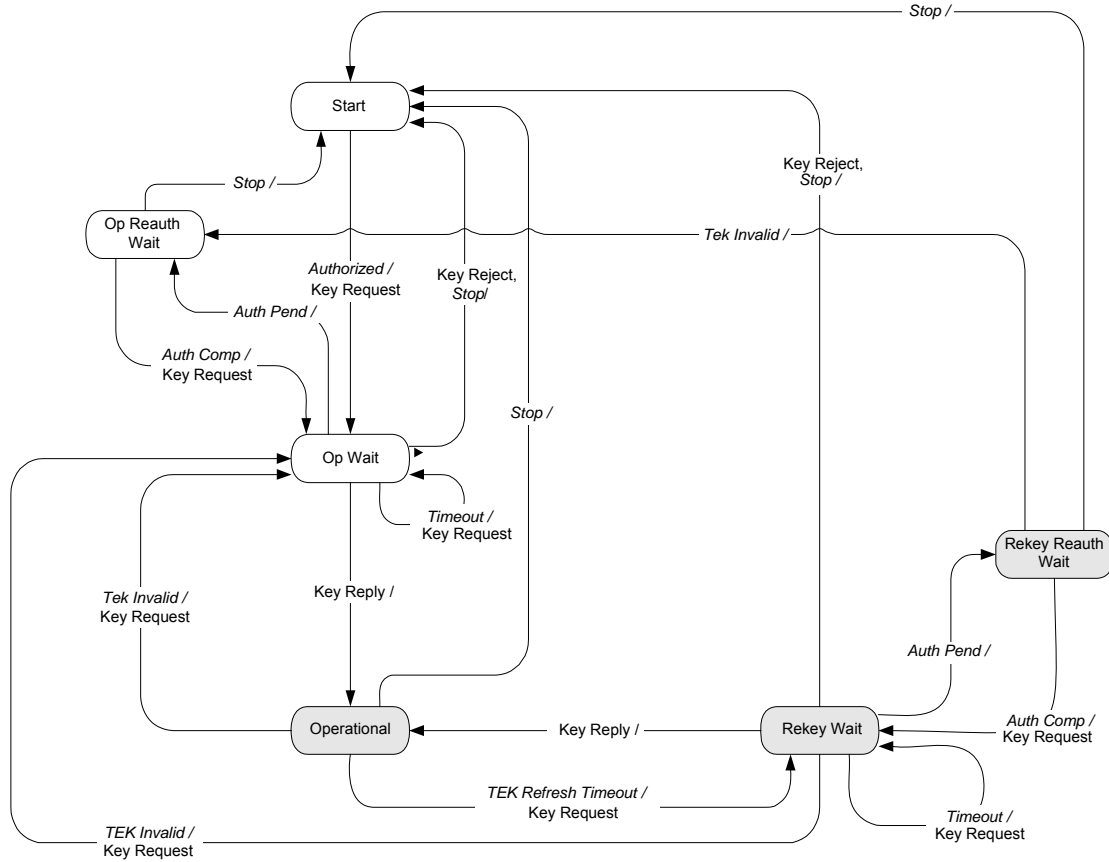 Stop /
Start
Key Reject,
Stop /
Stop /
Op Reauth
Wait
Tek Invalid /
Authorized /
Key Request
Key Reject,
Stop/
Auth Pend /
Auth Comp /
Key Request
Stop /
Op Wait
Timeout /
Key Request
Rekey Reauth
Wait
Tek Invalid /
Key Request
Key Reply /
Auth Pend /
Operational
Key Reply /
Rekey Wait
Auth Comp /
Key Request
TEK Refresh Timeout /
Key Request
Timeout /
Key Request
TEK Invalid /
Key Request